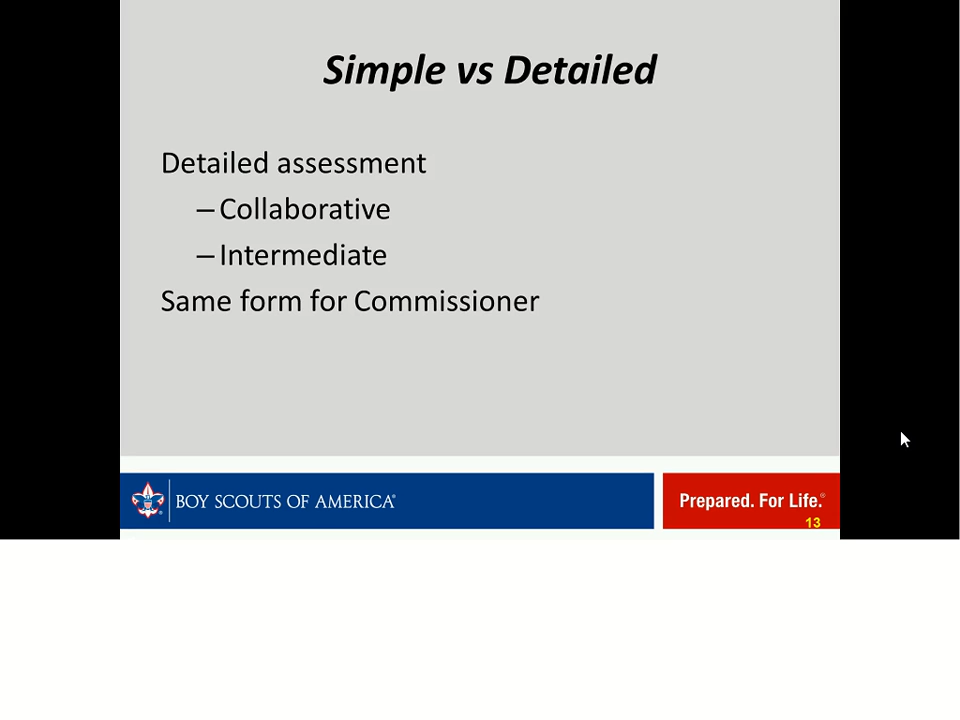 Simple vs Detailed
Detailed assessment
– Collaborative
– Intermediate
Same form for Commissioner
BOY SCOUTS OF AMERICA®
Prepared. For Life.®
13